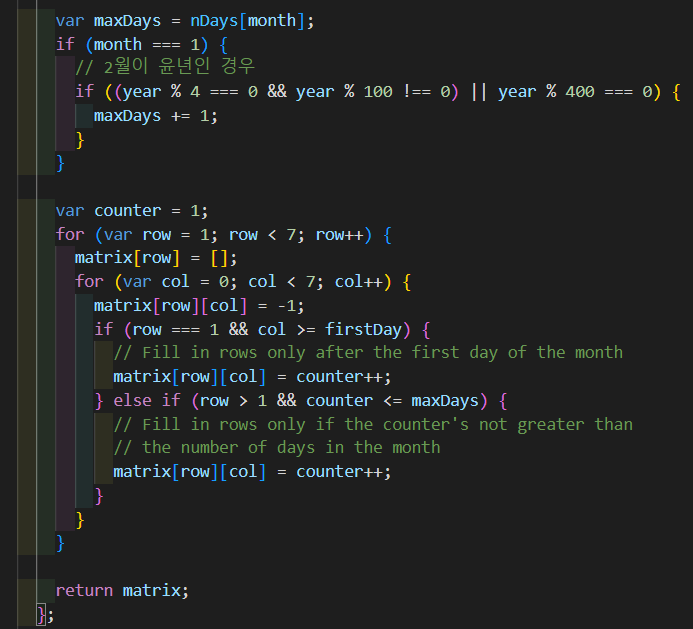 var maxDays = nDays[month];
if (month === 1) {
// 2월이 윤년인 경우
if ((year % 4 === 0 && year % 100 !== 0) || year % 400 === 0) {
maxDays += 1;
}
}
var counter = 1;
for (var row = 1; row < 7; row++) {
matrix[row] = [];
for (var col = 0; col < 7; col++) {
matrix[row][col] = -1;
if (row === 1 && col >= firstDay) {
// Fill in rows only after the first day of the month
matrix[row][col] = counter++;
} else if (row > 1 && counter <= maxDays) {
// Fill in rows only if the counter's not greater than
// the number of days in the month
matrix[row][col] = counter++;
}
}
}
return matrix;
};